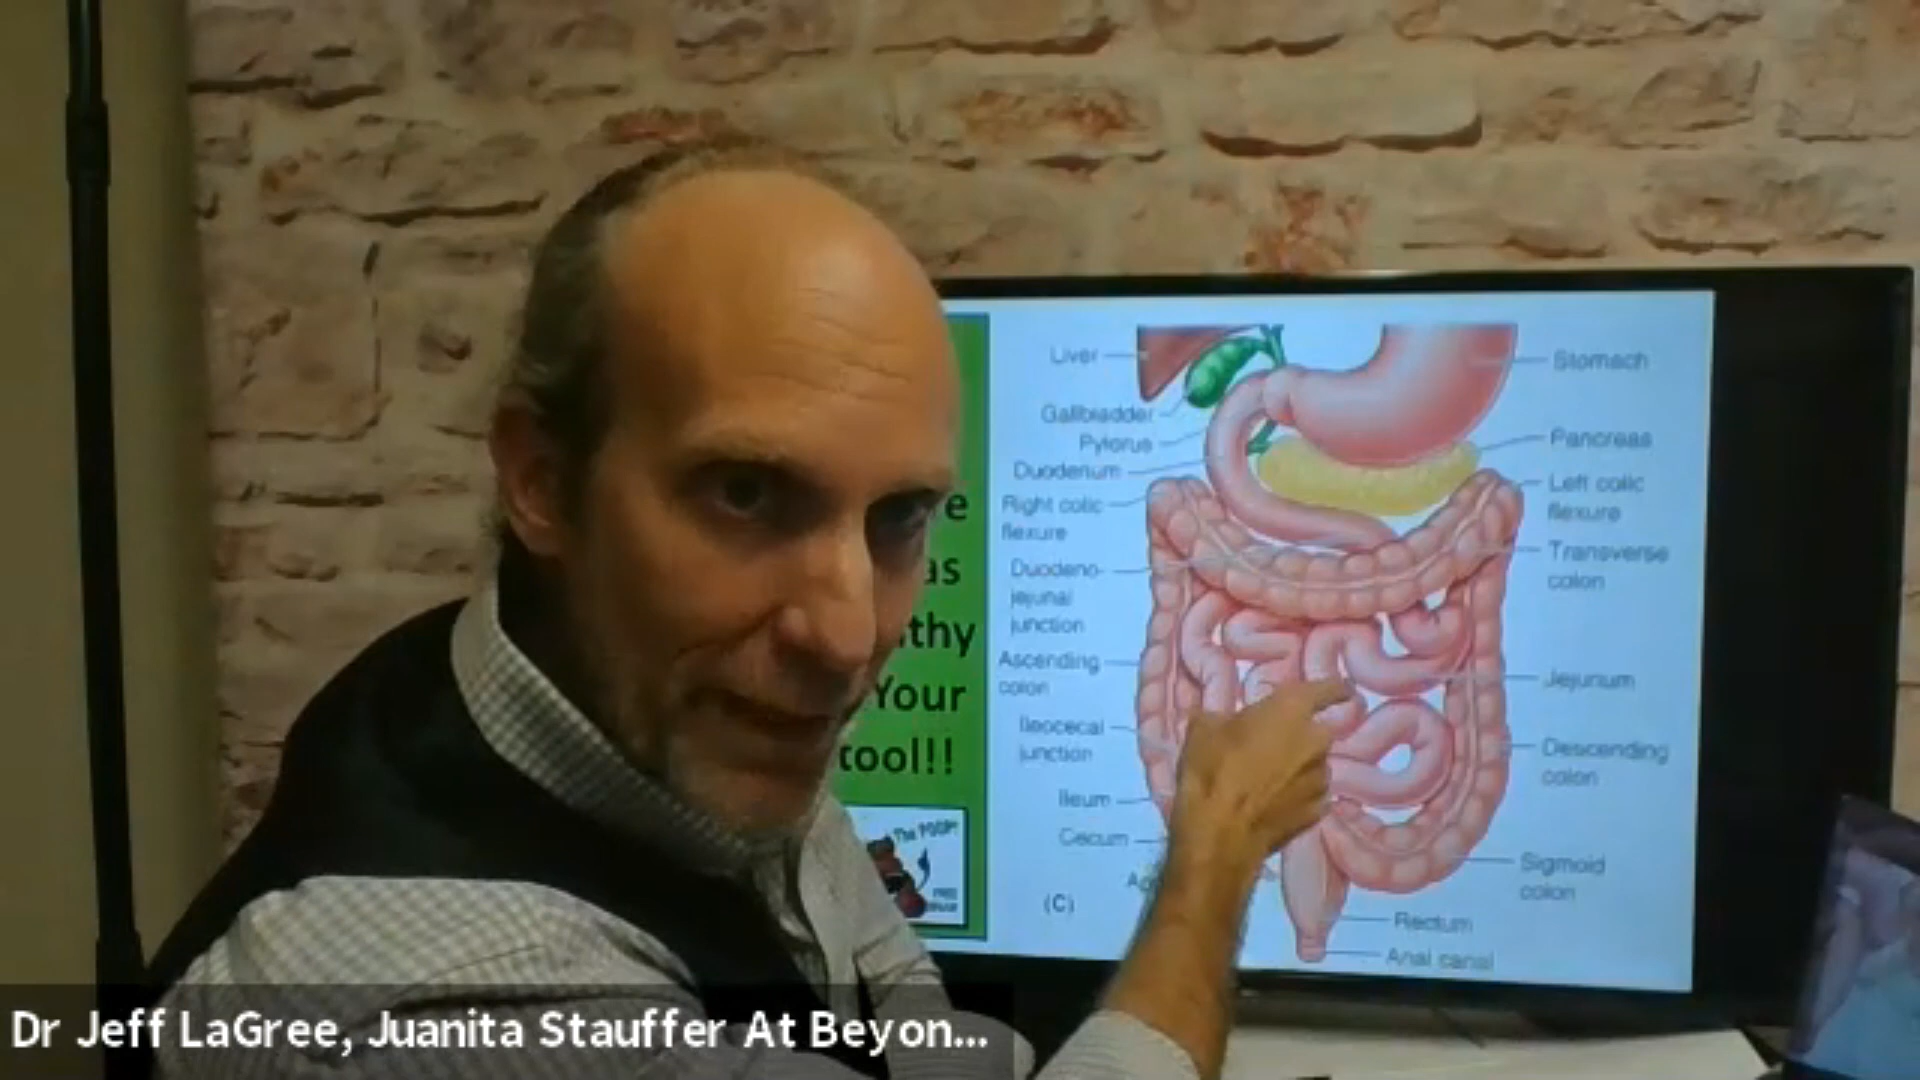 Liver
Stomach
Gallbladder
Pylorus
Pancreas
Duodenum
Left colic
flexure
Right colic
flexure
Transverse
colon
Duodeno-
jejunal
junction
Ascending
colon
Jejunum
Ileocecal
junction
Descending
colon
Ileum
Cecum
Sigmoid
colon
(C)
Rectum
Anal canal
e
as
thy
Your
tool!!
The POOP!
Dr Jeff LaGree, Juanita Stauffer At Beyon...